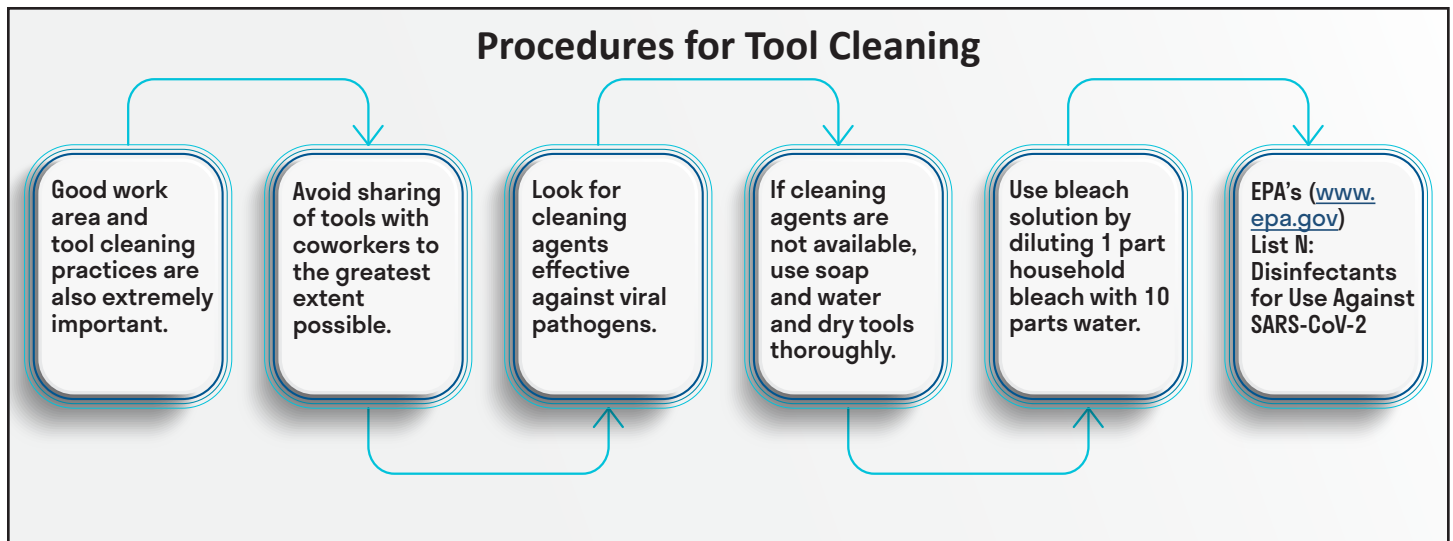 Procedures for Tool Cleaning
Good work
area and
tool cleaning
practices are
also extremely
important.
Avoid sharing
of tools with
coworkers to
the greatest
extent
possible.
Look for
cleaning
agents
effective
against viral
pathogens.
If cleaning
agents are
not available,
use soap
and water
and dry tools
thoroughly.
Use bleach
solution by
diluting 1 part
household
bleach with 10
parts water.
EPA’s (www.
epa.gov)
List N:
Disinfectants
for Use Against
SARS-CoV-2